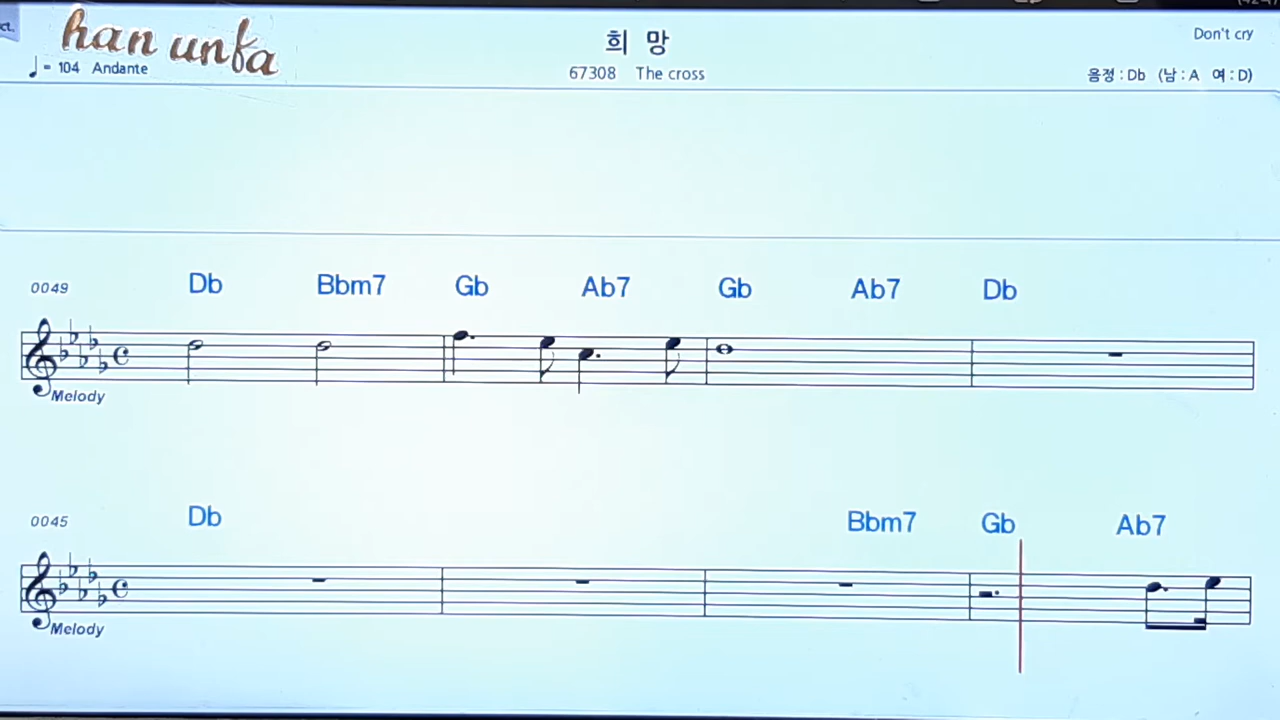 ct.
han unfa
♩= 104 Andante
희 망
67308 The cross
Don't cry
음정 : Db (남 : A 여 : D)
0049 Db Bbm7 Gb Ab7 Gb Ab7 Db
Melody
0045 Db Bbm7 Gb Ab7
Melody